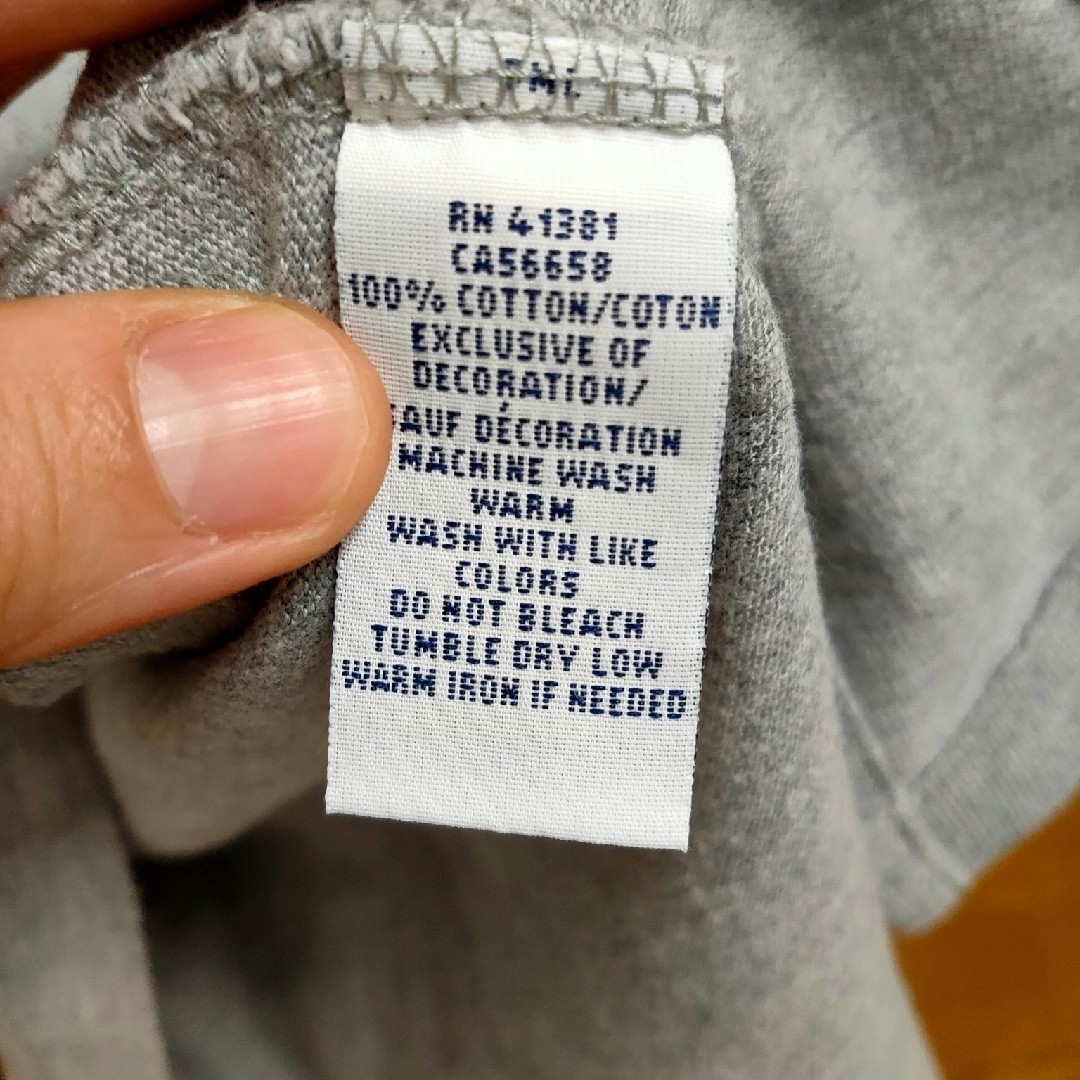 RN 41381
CA56658
100% COTTON/COTON
EXCLUSIVE OF
DECORATION/
SAUF DÉCORATION
MACHINE WASH
WARM
WASH WITH LIKE
COLORS
DO NOT BLEACH
TUMBLE DRY LOW
WARM IRON IF NEEDED